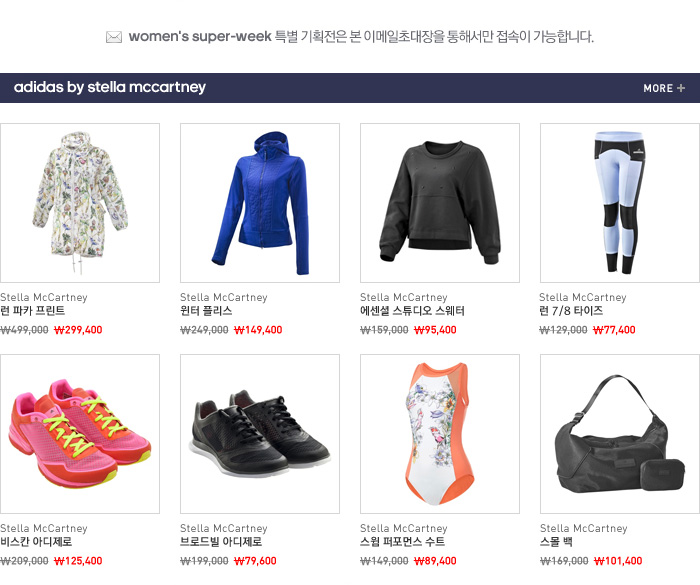 women's super-week 특별 기획전은 본 이메일초대장을 통해서만 접속이 가능합니다.
adidas by stella mccartney MORE +
Stella McCartney Stella McCartney Stella McCartney Stella McCartney
런 파카 프린트 윈터 플리스 에센셜 스튜디오 스웨터 런 7/8 타이즈
₩499,000 ₩299,400 ₩249,000 ₩149,400 ₩159,000 ₩95,400 ₩129,000 ₩77,400
Stella McCartney Stella McCartney Stella McCartney Stella McCartney
비스칸 아디제로 브로드빌 아디제로 스윔 퍼포먼스 수트 스몰 백
₩209,000 ₩125,400 ₩199,000 ₩79,600 ₩149,000 ₩89,400 ₩169,000 ₩101,400